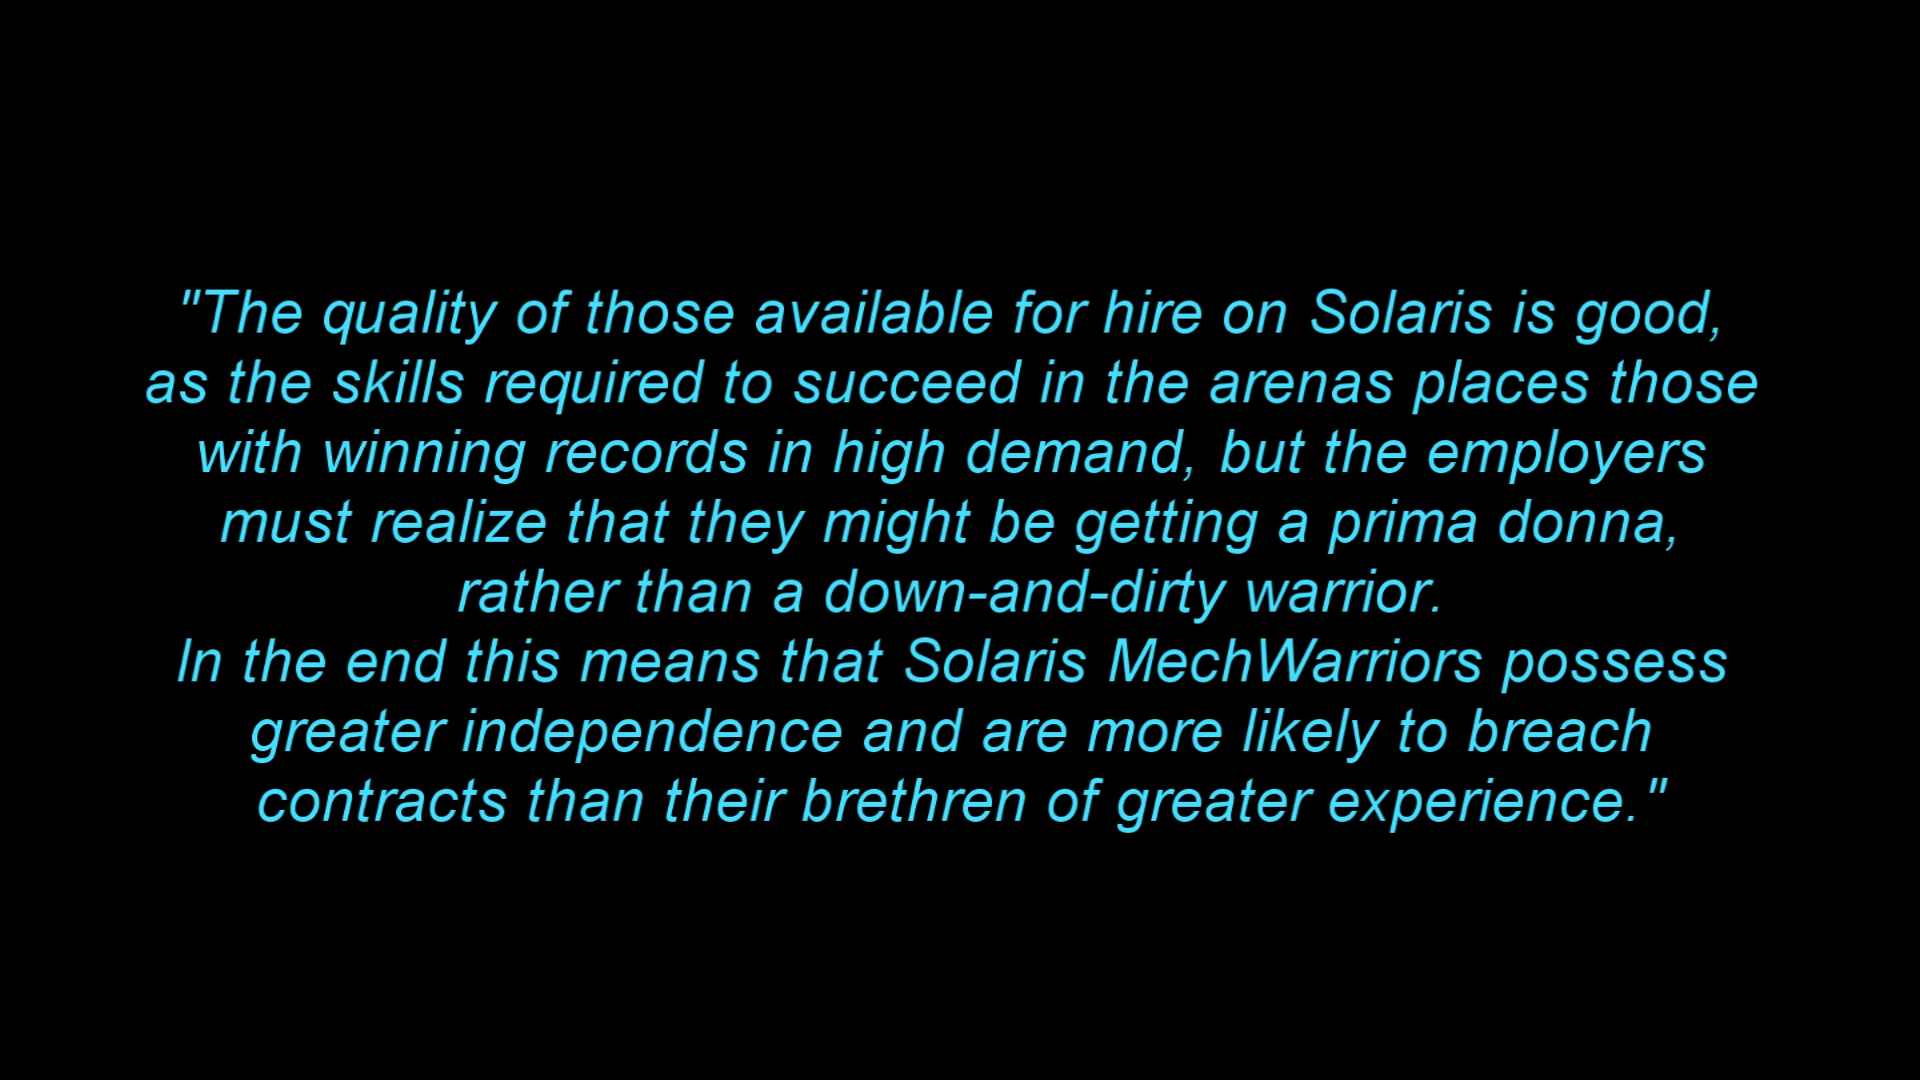 "The quality of those available for hire on Solaris is good,
as the skills required to succeed in the arenas places those
with winning records in high demand, but the employers
must realize that they might be getting a prima donna,
rather than a down-and-dirty warrior.
In the end this means that Solaris MechWarriors possess
greater independence and are more likely to breach
contracts than their brethren of greater experience."